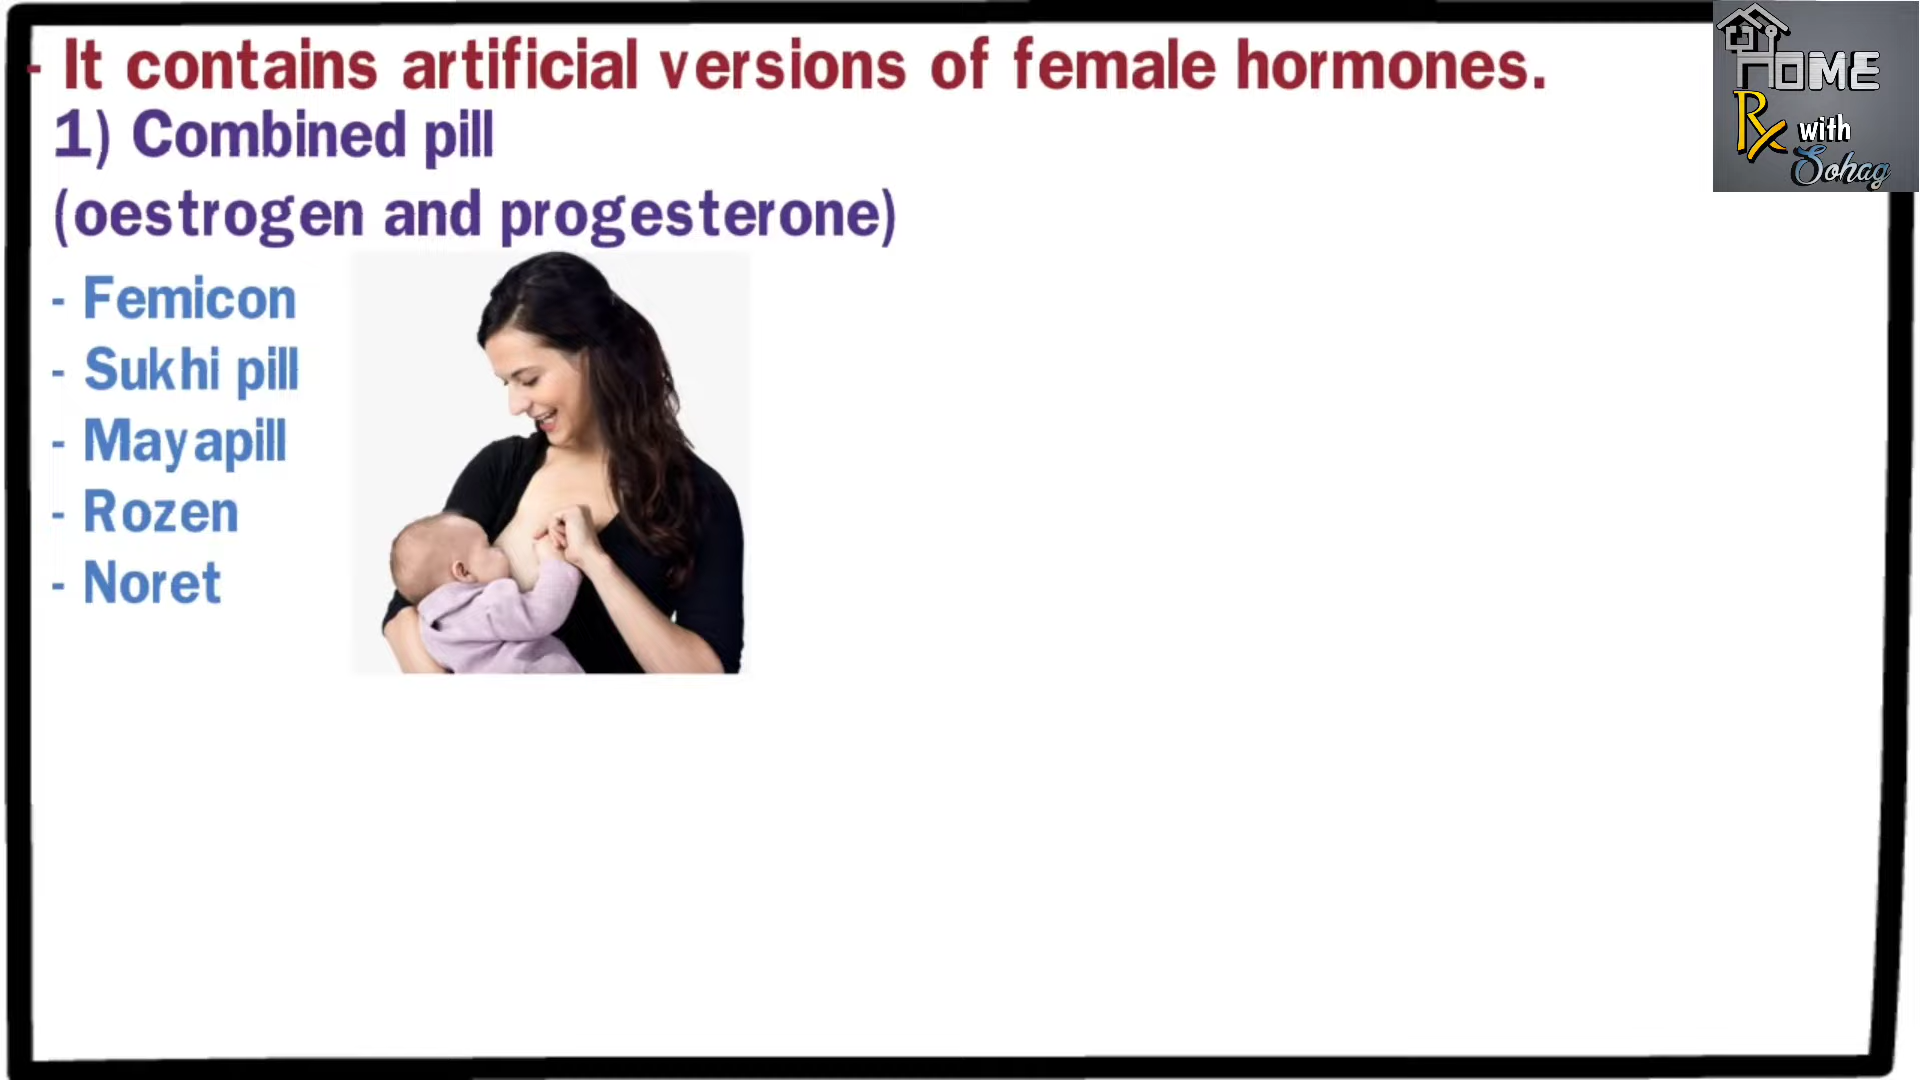 - It contains artificial versions of female hormones.
1) Combined pill
(oestrogen and progesterone)
- Femicon
- Sukhi pill
- Mayapill
- Rozen
- Noret
HOME
Rx with
Sohag